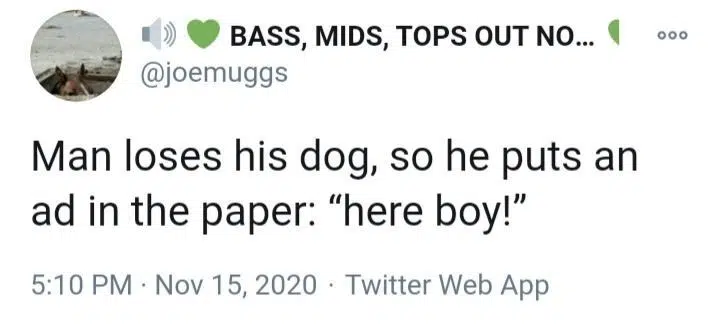 🔊 💚 BASS, MIDS, TOPS OUT NO...
@joemuggs
Man loses his dog, so he puts an
ad in the paper: “here boy!”
5:10 PM · Nov 15, 2020 · Twitter Web App